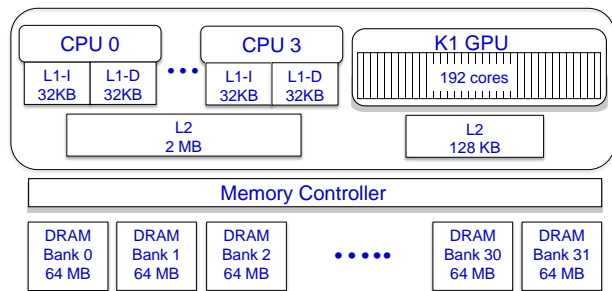 CPU 0
CPU 3
K1 GPU
L1-I
32KB
L1-D
32KB
L1-I
32KB
L1-D
32KB
192 cores
L2
2 MB
L2
128 KB
Memory Controller
DRAM
Bank 0
64 MB
DRAM
Bank 1
64 MB
DRAM
Bank 2
64 MB
DRAM
Bank 30
64 MB
DRAM
Bank 31
64 MB